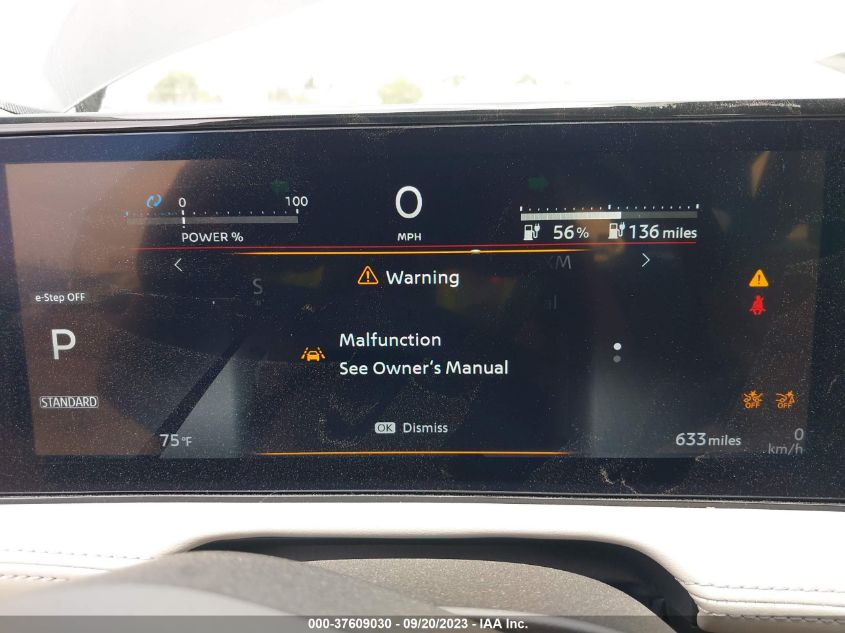 0 100
POWER %
0
MPH
56% 136 miles
S
KM
Warning
e-Step OFF
P
Malfunction
See Owner's Manual
STANDARD
OFF OFF
OK Dismiss
75°F
633 miles
0
km/h
000-37609030 - 09/20/2023 - IAA Inc.